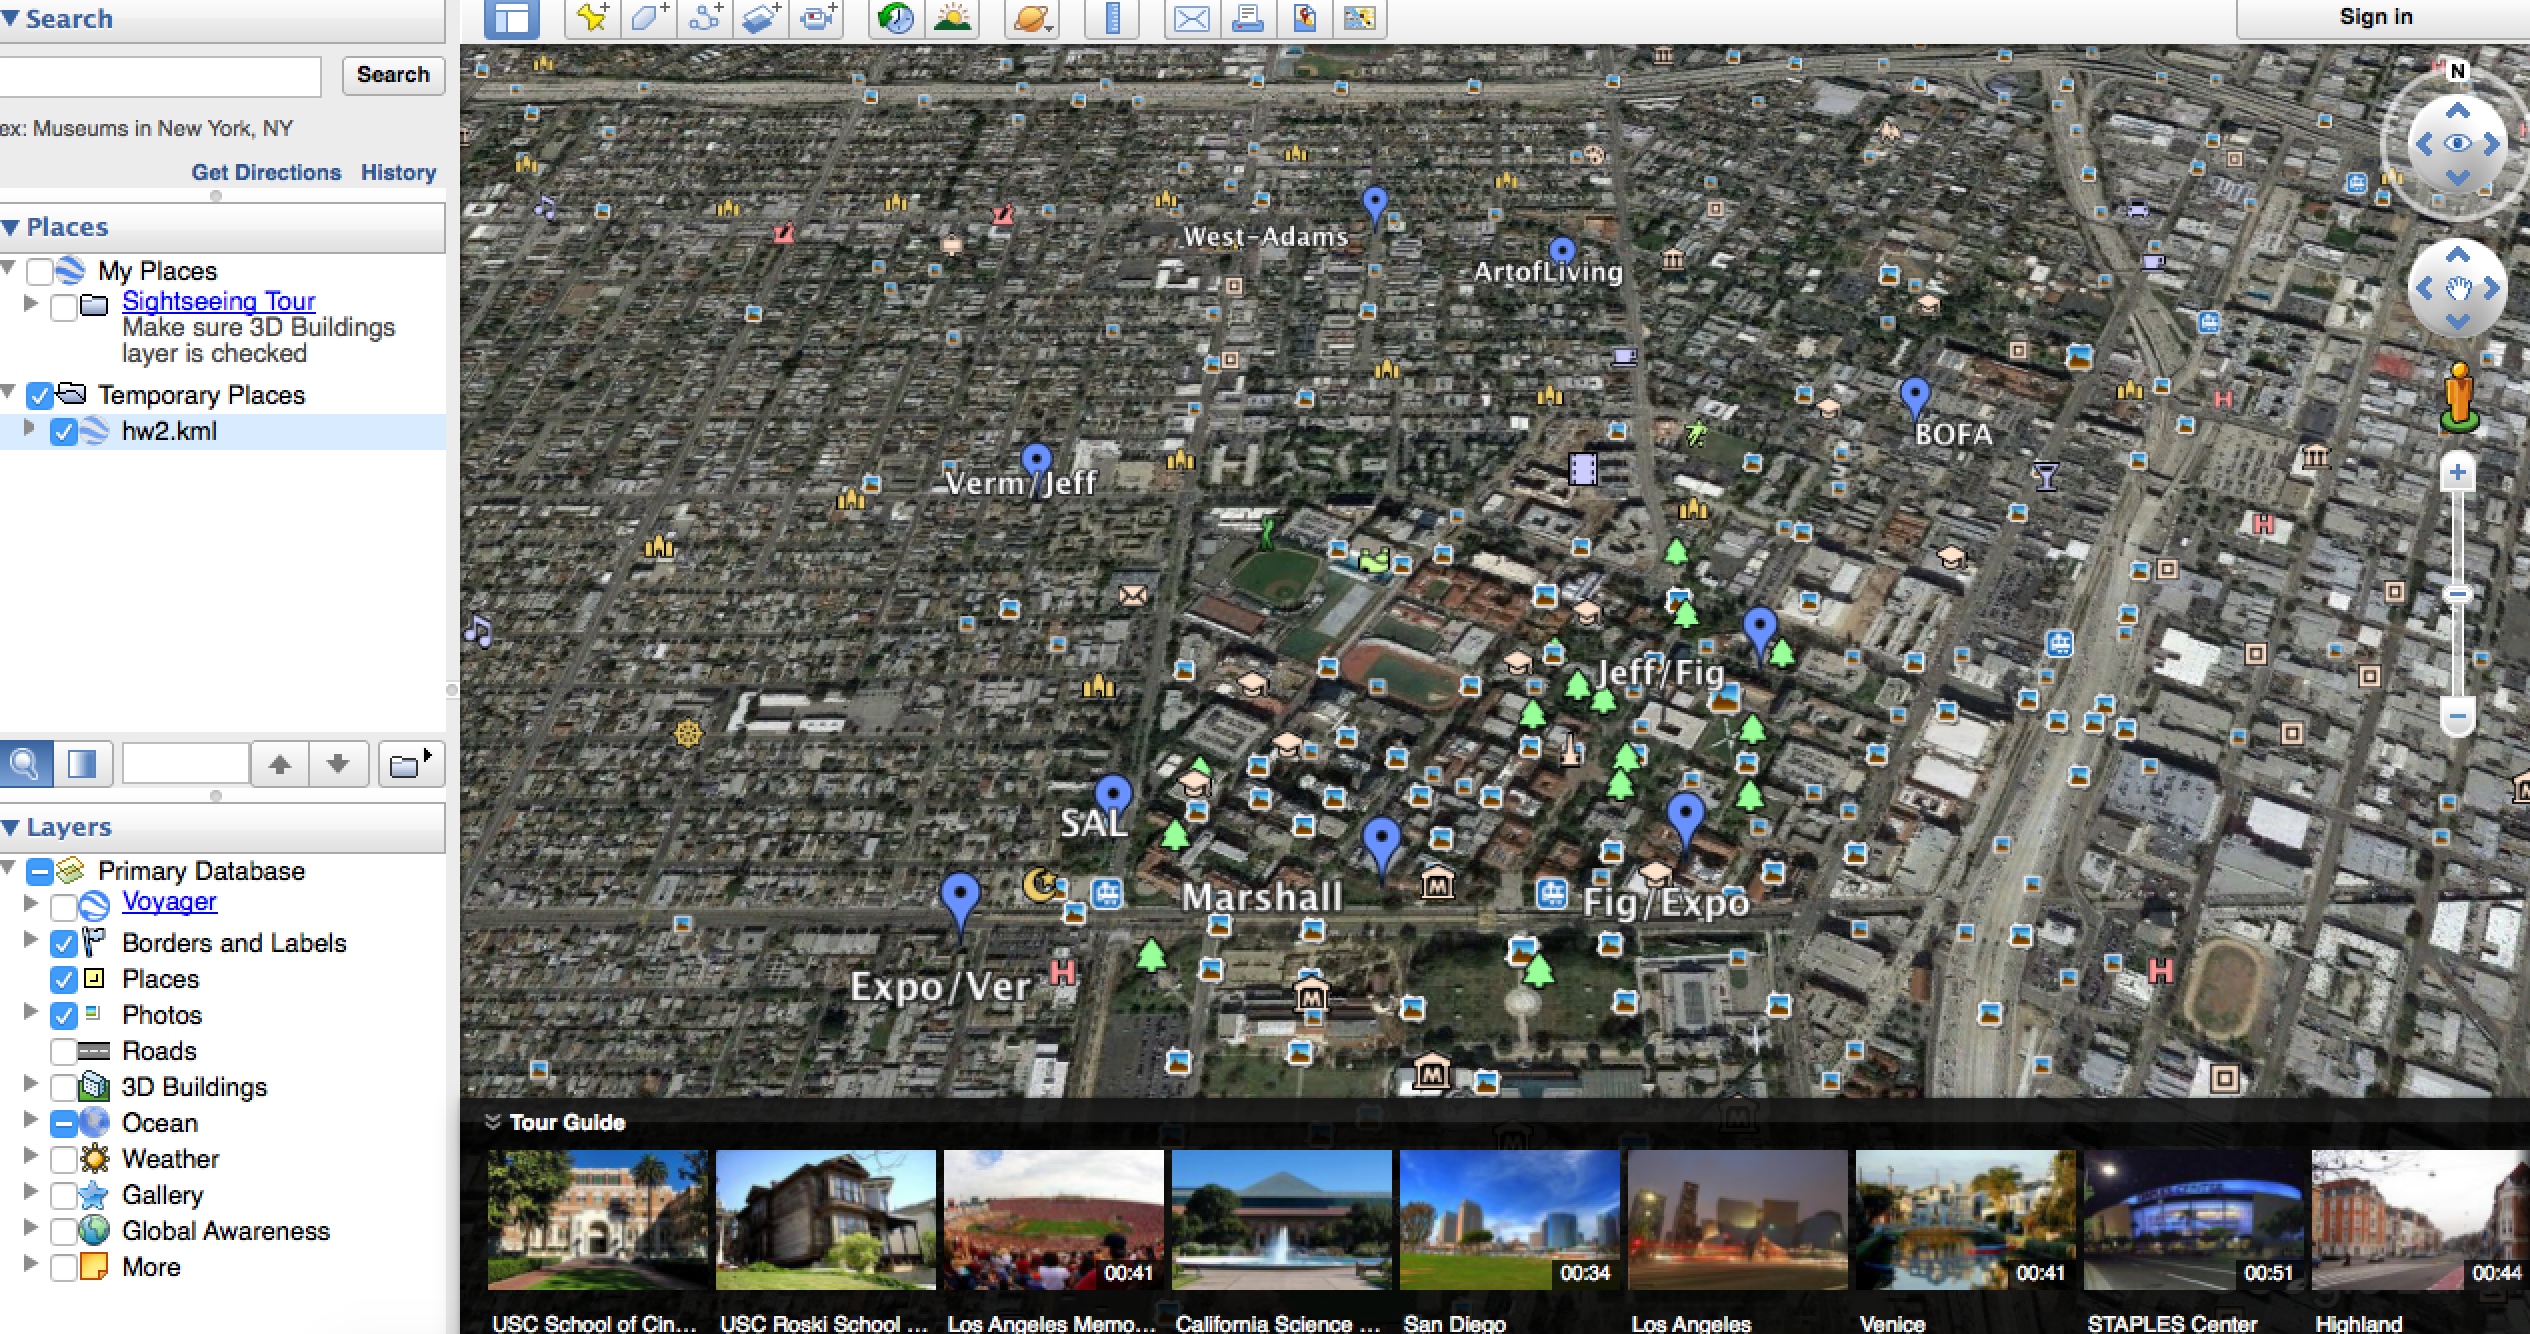 Search
Search
ex: Museums in New York, NY
Get Directions
History
Places
My Places
Sightseeing Tour
Make sure 3D Buildings
layer is checked
Temporary Places
hw2.kml
Layers
Primary Database
Voyager
Borders and Labels
Places
Photos
Roads
3D Buildings
Ocean
Weather
Gallery
Global Awareness
More
Sign in
N
West-Adams
ArtofLiving
BOFA
Verm/Jeff
Jeff/Fig
SAL
Marshall
Fig/Expo
Expo/Ver
Tour Guide
00:41
00:34
00:41
00:51
00:44
USC School of Cin...
USC Roski School ...
Los Angeles Memo...
California Science ...
San Diego
Los Angeles
Venice
STAPLES Center
Highland